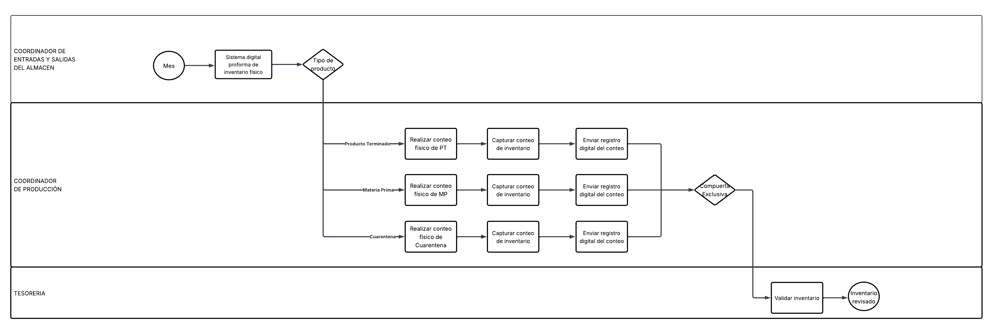 COORDINADOR DE
ENTRADAS Y SALIDAS
DEL ALMACEN
Mes
Sistema digital
proforma de
inventario físico
Tipo de
producto
COORDINADOR
DE PRODUCCIÓN
Producto Terminado
Realizar conteo
físico de PT
Capturar conteo
de inventario
Enviar registro
digital del conteo
Materia Prima
Realizar conteo
físico de MP
Capturar conteo
de inventario
Enviar registro
digital del conteo
Compuerta
Exclusiva
Cuarentena
Realizar conteo
físico de
Cuarentena
Capturar conteo
de inventario
Enviar registro
digital del conteo
TESORERIA
Validar inventario
Inventario
revisado